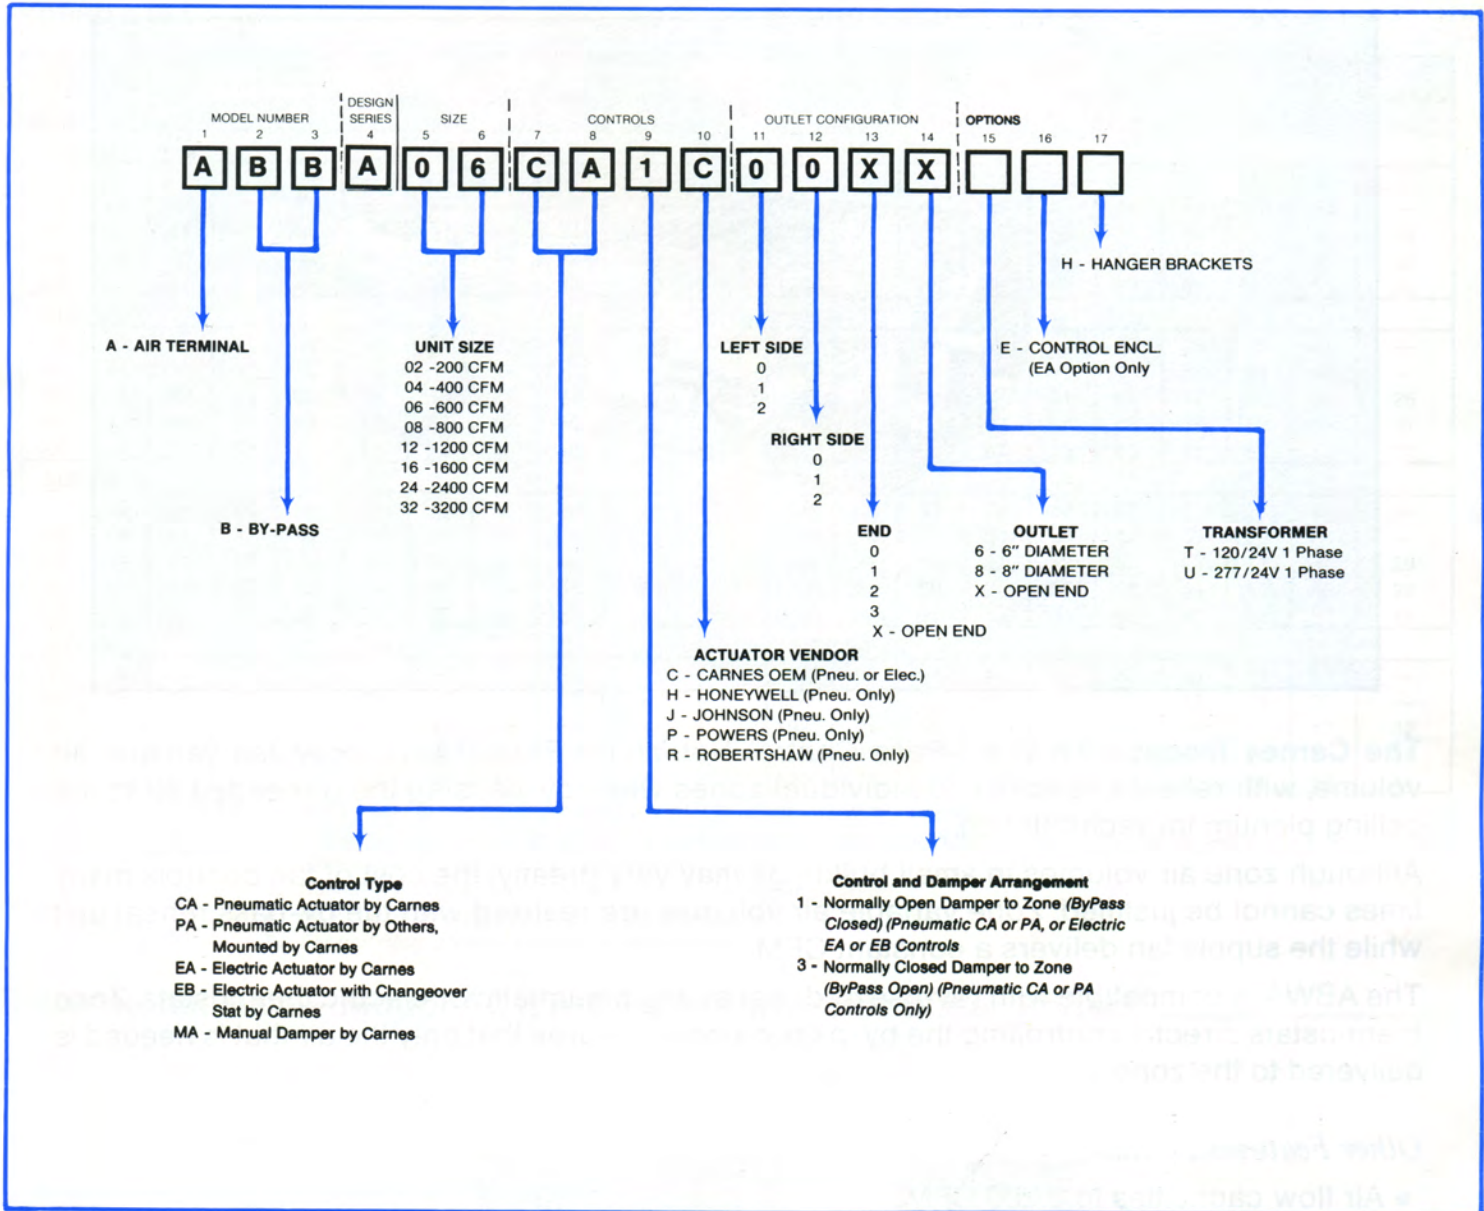 MODEL NUMBER
DESIGN
SERIES
SIZE
CONTROLS
OUTLET CONFIGURATION
OPTIONS
1 2 3 4 5 6 7 8 9 10 11 12 13 14 15 16 17
A B B A 0 6 C A 1 C 0 0 X X
H - HANGER BRACKETS
A - AIR TERMINAL
UNIT SIZE
02 -200 CFM
04 -400 CFM
06 -600 CFM
08 -800 CFM
12 -1200 CFM
16 -1600 CFM
24 -2400 CFM
32 -3200 CFM
LEFT SIDE
0
1
2
E - CONTROL ENCL.
(EA Option Only
RIGHT SIDE
0
1
2
B - BY-PASS
END
0
1
2
3
X - OPEN END
OUTLET
6 - 6" DIAMETER
8 - 8" DIAMETER
X - OPEN END
TRANSFORMER
T - 120/24V 1 Phase
U - 277/24V 1 Phase
ACTUATOR VENDOR
C - CARNES OEM (Pneu. or Elec.)
H - HONEYWELL (Pneu. Only)
J - JOHNSON (Pneu. Only)
P - POWERS (Pneu. Only)
R - ROBERTSHAW (Pneu. Only)
Control Type
CA - Pneumatic Actuator by Carnes
PA - Pneumatic Actuator by Others,
Mounted by Carnes
EA - Electric Actuator by Carnes
EB - Electric Actuator with Changeover
Stat by Carnes
MA - Manual Damper by Carnes
Control and Damper Arrangement
1 - Normally Open Damper to Zone (ByPass
Closed) (Pneumatic CA or PA, or Electric
EA or EB Controls
3 - Normally Closed Damper to Zone
(ByPass Open) (Pneumatic CA or PA
Controls Only)